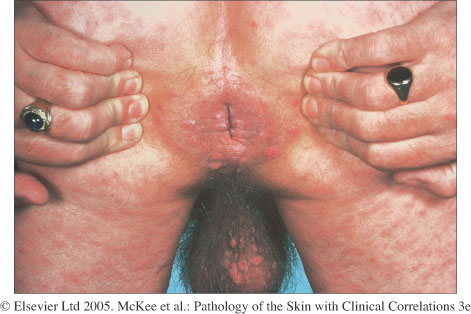 © Elsevier Ltd 2005. McKee et al.: Pathology of the Skin with Clinical Correlations 3e